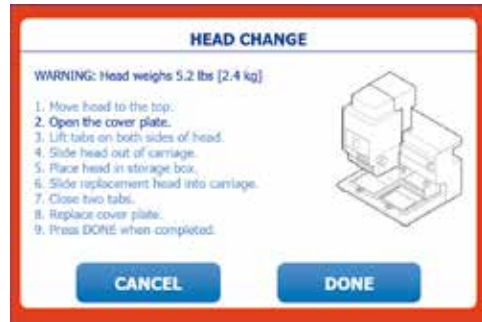 HEAD CHANGE
WARNING: Head weighs 5.2 lbs [2.4 kg]
1. Move head to the top.
2. Open the cover plate.
3. Lift tabs on both sides of head.
4. Slide head out of carriage.
5. Place head in storage box.
6. Slide replacement head into carriage.
7. Close two tabs.
8. Replace cover plate.
9. Press DONE when completed.
CANCEL
DONE